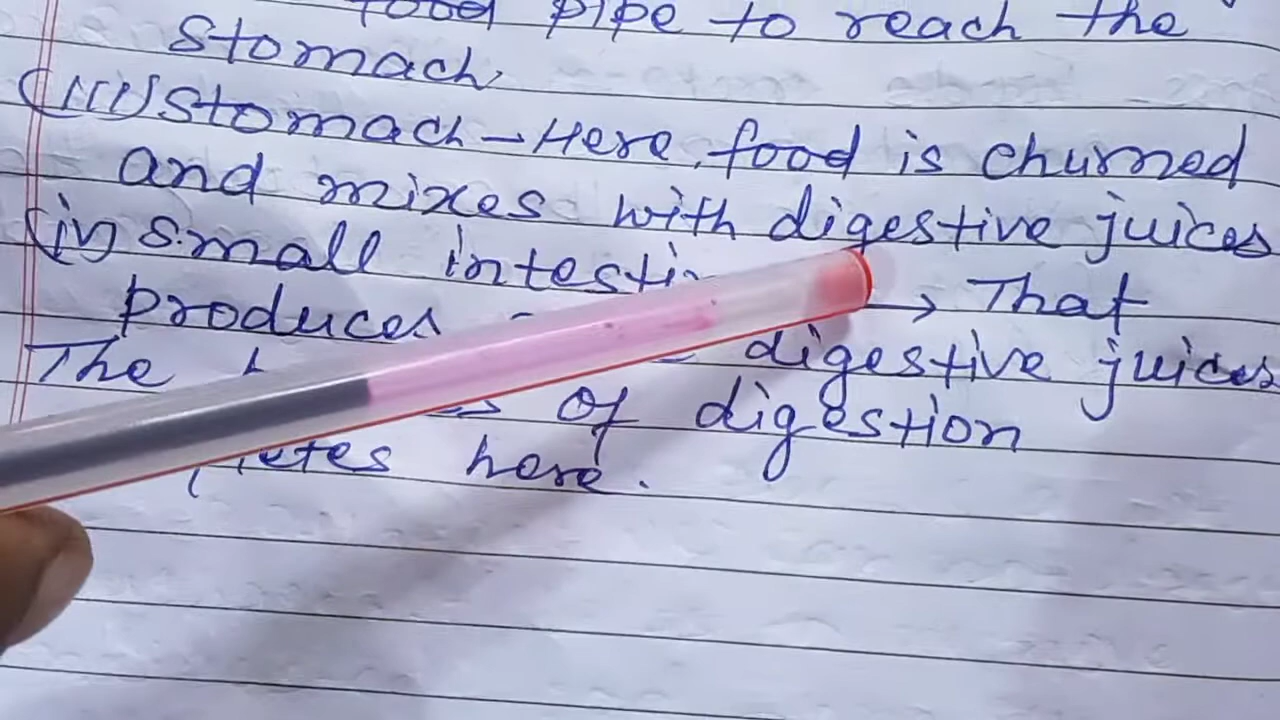 food pipe to reach the
stomach.
(iii) Stomach - Here, food is churned
and mixes with digestive juices
(iv) Small → That
produces digestive juices
The of digestion
here.